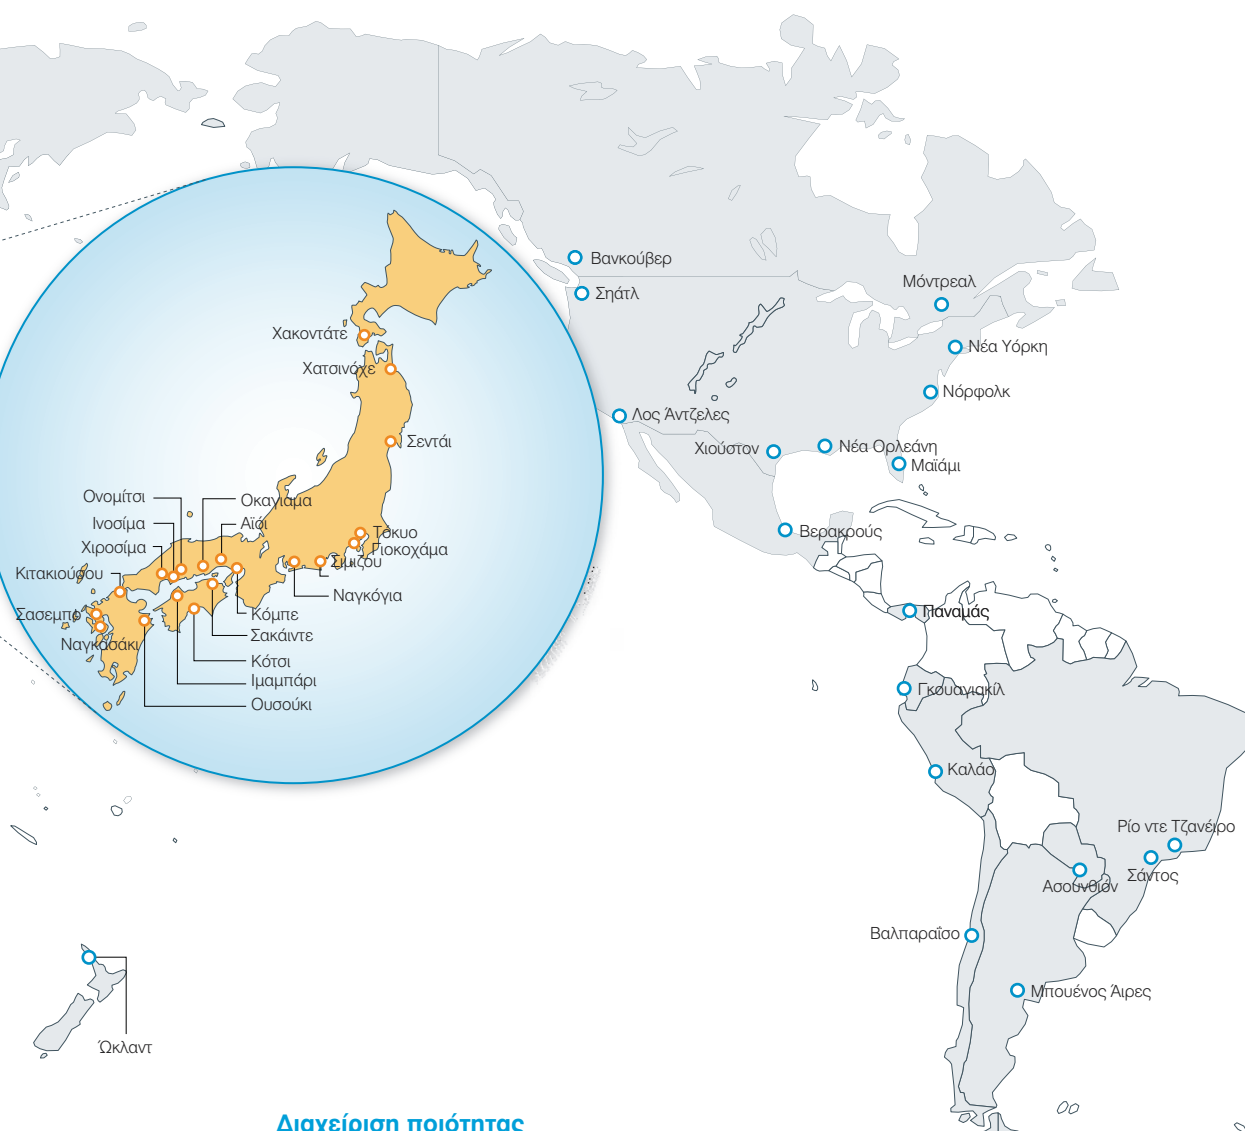 Βανκούβερ
Μόντρεαλ
Σηάτλ
Χακοντάτε
Νέα Υόρκη
Χατσινόχε
Νόρφολκ
Λος Άντζελες
Σεντάι
Χιούστον
Νέα Ορλεάνη
Μαϊάμι
Ονομίτσι
Οκαγιάμα
Ινοσίμα
Αϊόι
Τόκυο
Βερακρούς
Χιροσίμα
Γιοκοχάμα
Σιμιζου
Κιτακιούσου
Ναγκόγια
Σασεμπό
Κόμπε
Παναμάς
Σακάιντε
Ναγκασάκι
Κότσι
Ιμαμπάρι
Γκουαγιακίλ
Ουσούκι
Καλάο
Ρίο ντε Τζανέιρο
Σάντος
Ασουνθιόν
Βαλπαραΐσο
Μπουένος Άιρες
Ώκλαντ
Διαχείριση ποιότητας